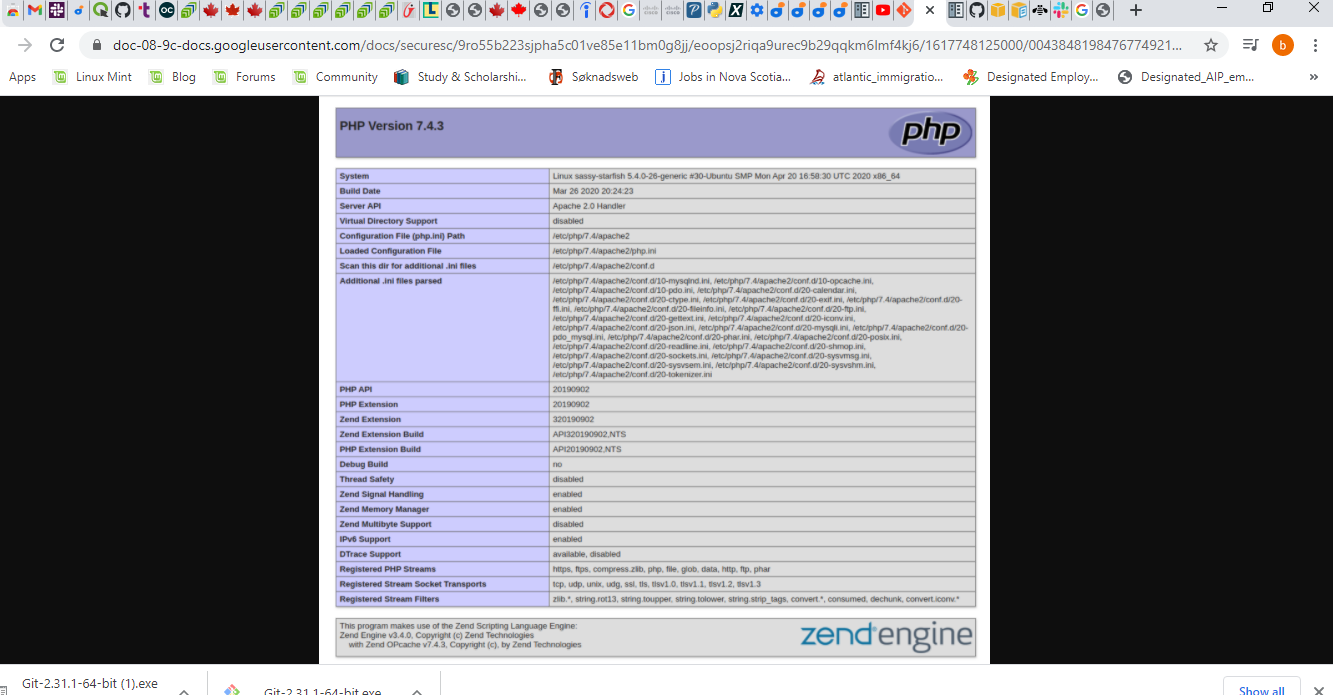 doc-08-9c-docs.googleusercontent.com/docs/securesc/9ro55b223sjpha5c01ve85e11bm0g8jj/eoopsj2riqa9urec9b29qqkm6lmf4kj6/1617748125000/0043848198476774921...
b
Apps Linux Mint Blog Forums Community Study & Scholarshi... Søknadsweb Jobs in Nova Scotia... atlantic_immigratio... Designated Employ... Designated_AIP_em... »
PHP Version 7.4.3
php
System Linux sassy-starfish 5.4.0-26-generic #30-Ubuntu SMP Mon Apr 20 16:58:30 UTC 2020 x86_64
Build Date Mar 26 2020 20:24:23
Server API Apache 2.0 Handler
Virtual Directory Support disabled
Configuration File (php.ini) Path /etc/php/7.4/apache2
Loaded Configuration File /etc/php/7.4/apache2/php.ini
Scan this dir for additional .ini files /etc/php/7.4/apache2/conf.d
Additional .ini files parsed /etc/php/7.4/apache2/conf.d/10-mysqlnd.ini, /etc/php/7.4/apache2/conf.d/10-opcache.ini,
/etc/php/7.4/apache2/conf.d/10-pdo.ini, /etc/php/7.4/apache2/conf.d/20-calendar.ini,
/etc/php/7.4/apache2/conf.d/20-ctype.ini, /etc/php/7.4/apache2/conf.d/20-exif.ini, /etc/php/7.4/apache2/conf.d/20-
ffi.ini, /etc/php/7.4/apache2/conf.d/20-fileinfo.ini, /etc/php/7.4/apache2/conf.d/20-ftp.ini,
/etc/php/7.4/apache2/conf.d/20-gettext.ini, /etc/php/7.4/apache2/conf.d/20-iconv.ini,
/etc/php/7.4/apache2/conf.d/20-json.ini, /etc/php/7.4/apache2/conf.d/20-mysqli.ini, /etc/php/7.4/apache2/conf.d/20-
pdo_mysql.ini, /etc/php/7.4/apache2/conf.d/20-phar.ini, /etc/php/7.4/apache2/conf.d/20-posix.ini,
/etc/php/7.4/apache2/conf.d/20-readline.ini, /etc/php/7.4/apache2/conf.d/20-shmop.ini,
/etc/php/7.4/apache2/conf.d/20-sockets.ini, /etc/php/7.4/apache2/conf.d/20-sysvmsg.ini,
/etc/php/7.4/apache2/conf.d/20-sysvsem.ini, /etc/php/7.4/apache2/conf.d/20-sysvshm.ini,
/etc/php/7.4/apache2/conf.d/20-tokenizer.ini
PHP API 20190902
PHP Extension 20190902
Zend Extension 320190902
Zend Extension Build API320190902,NTS
PHP Extension Build API20190902,NTS
Debug Build no
Thread Safety disabled
Zend Signal Handling enabled
Zend Memory Manager enabled
Zend Multibyte Support disabled
IPv6 Support enabled
DTrace Support available, disabled
Registered PHP Streams https, ftps, compress.zlib, php, file, glob, data, http, ftp, phar
Registered Stream Socket Transports tcp, udp, unix, udg, ssl, tls, tlsv1.0, tlsv1.1, tlsv1.2, tlsv1.3
Registered Stream Filters zlib.*, string.rot13, string.toupper, string.tolower, string.strip_tags, convert.*, consumed, dechunk, convert.iconv.*
This program makes use of the Zend Scripting Language Engine:
Zend Engine v3.4.0, Copyright (c) Zend Technologies
with Zend OPcache v7.4.3, Copyright (c), by Zend Technologies
zend engine
Git-2.31.1-64-bit (1).exe Git-2.31.1-64-bit.exe Show all